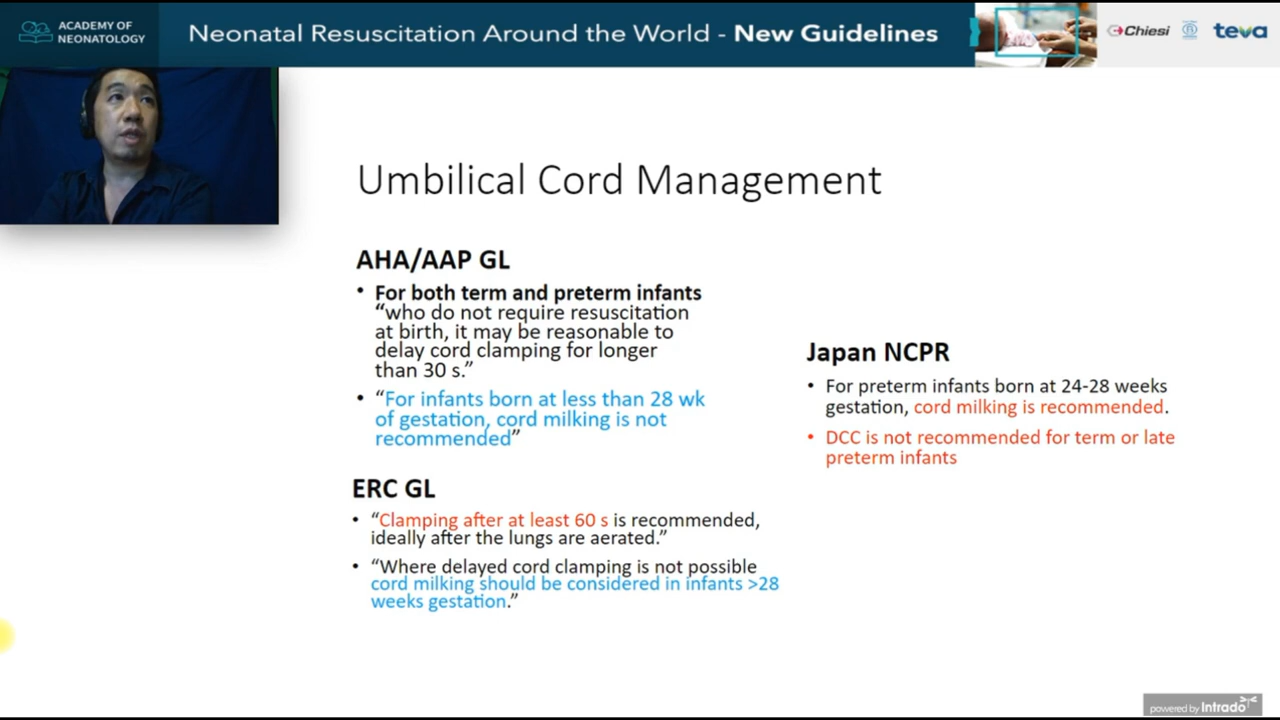 ACADEMY OF
NEONATOLOGY
Neonatal Resuscitation Around the World - New Guidelines
Chiesi
teva
Umbilical Cord Management
AHA/AAP GL
• For both term and preterm infants
“who do not require resuscitation
at birth, it may be reasonable to
delay cord clamping for longer
than 30 s.”
• “For infants born at less than 28 wk
of gestation, cord milking is not
recommended”
ERC GL
• “Clamping after at least 60 s is recommended,
ideally after the lungs are aerated.”
• “Where delayed cord clamping is not possible
cord milking should be considered in infants >28
weeks gestation.”
Japan NCPR
• For preterm infants born at 24-28 weeks
gestation, cord milking is recommended.
• DCC is not recommended for term or late
preterm infants
powered by Intrado